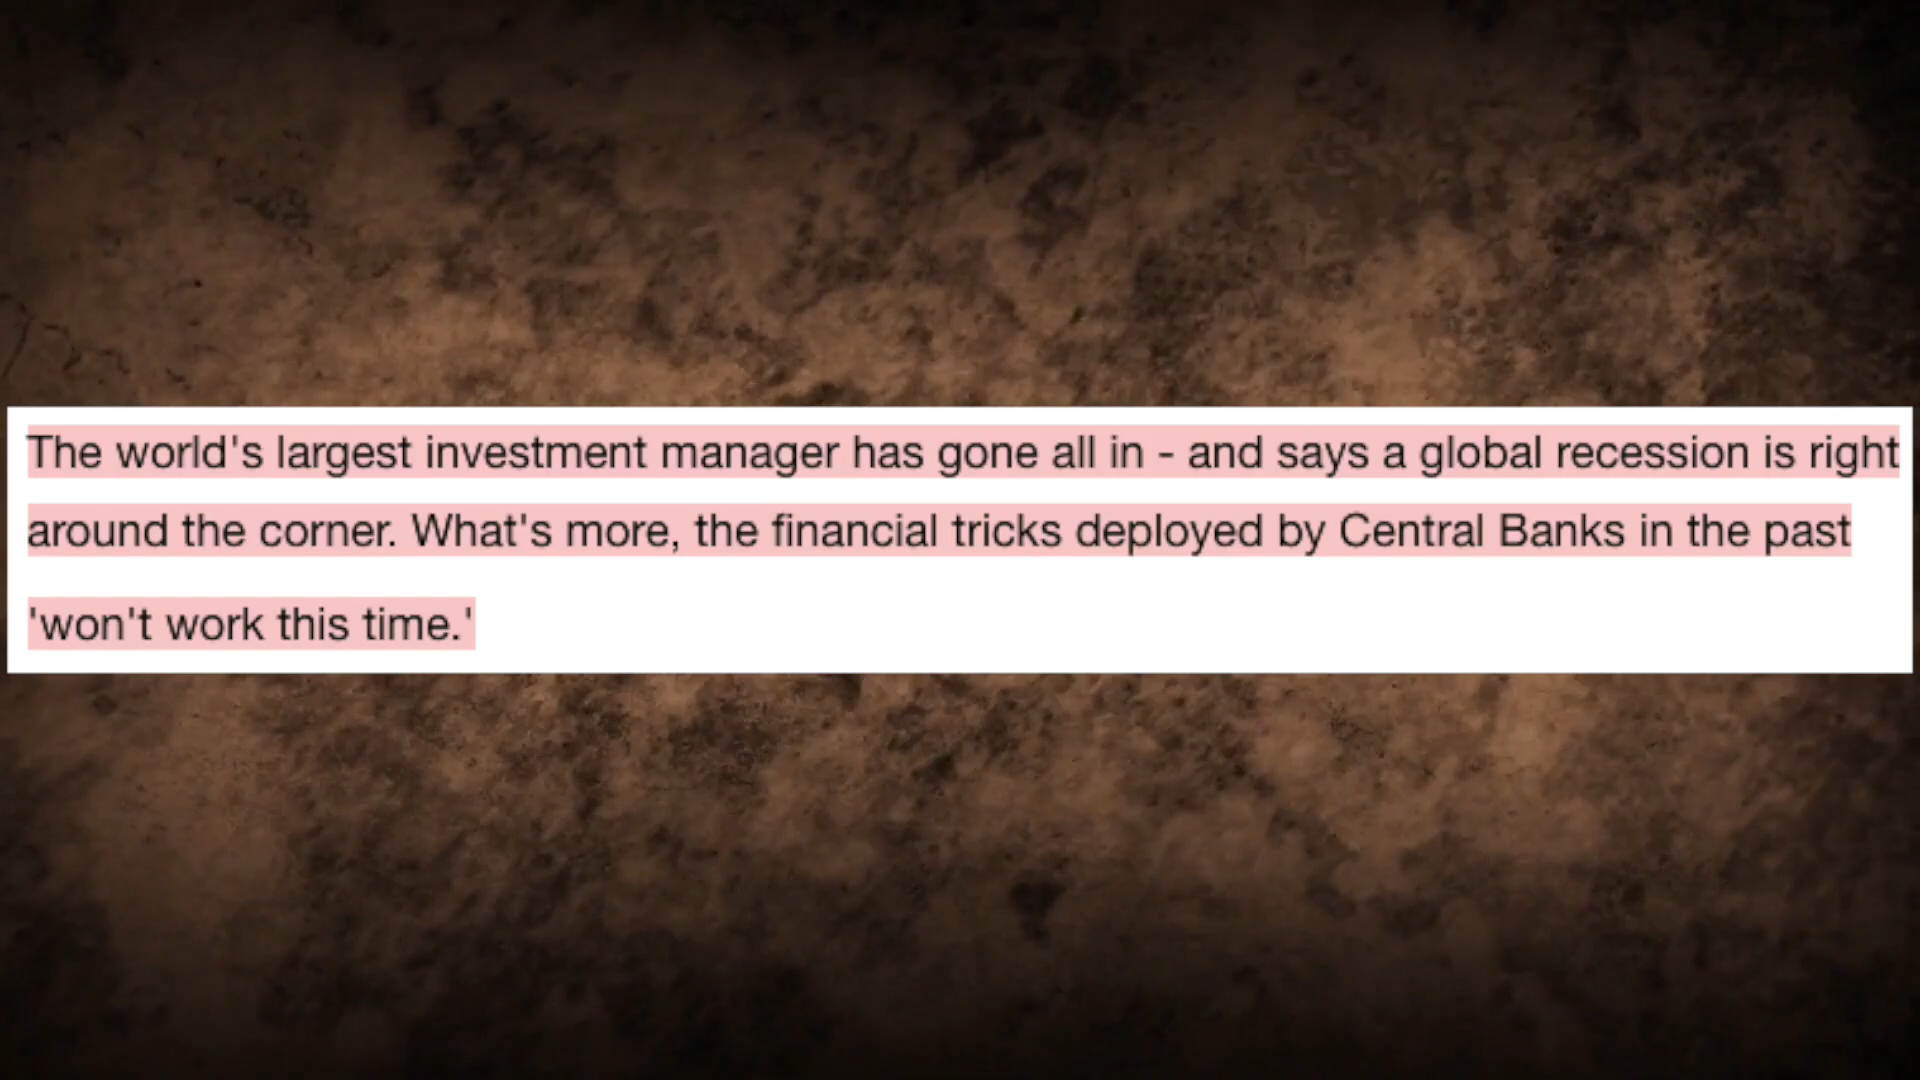 The world's largest investment manager has gone all in - and says a global recession is right
around the corner. What's more, the financial tricks deployed by Central Banks in the past
'won't work this time.'